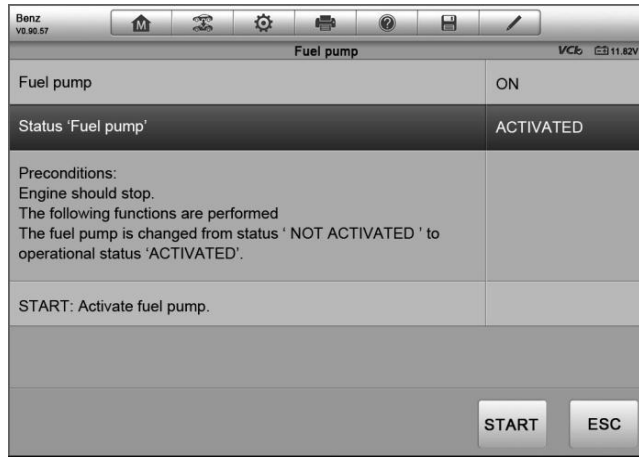 Benz
V0.90.57
Fuel pump
VCI
11.82V
Fuel pump
ON
Status 'Fuel pump'
ACTIVATED
Preconditions:
Engine should stop.
The following functions are performed
The fuel pump is changed from status ' NOT ACTIVATED ' to
operational status 'ACTIVATED'.
START: Activate fuel pump.
START
ESC